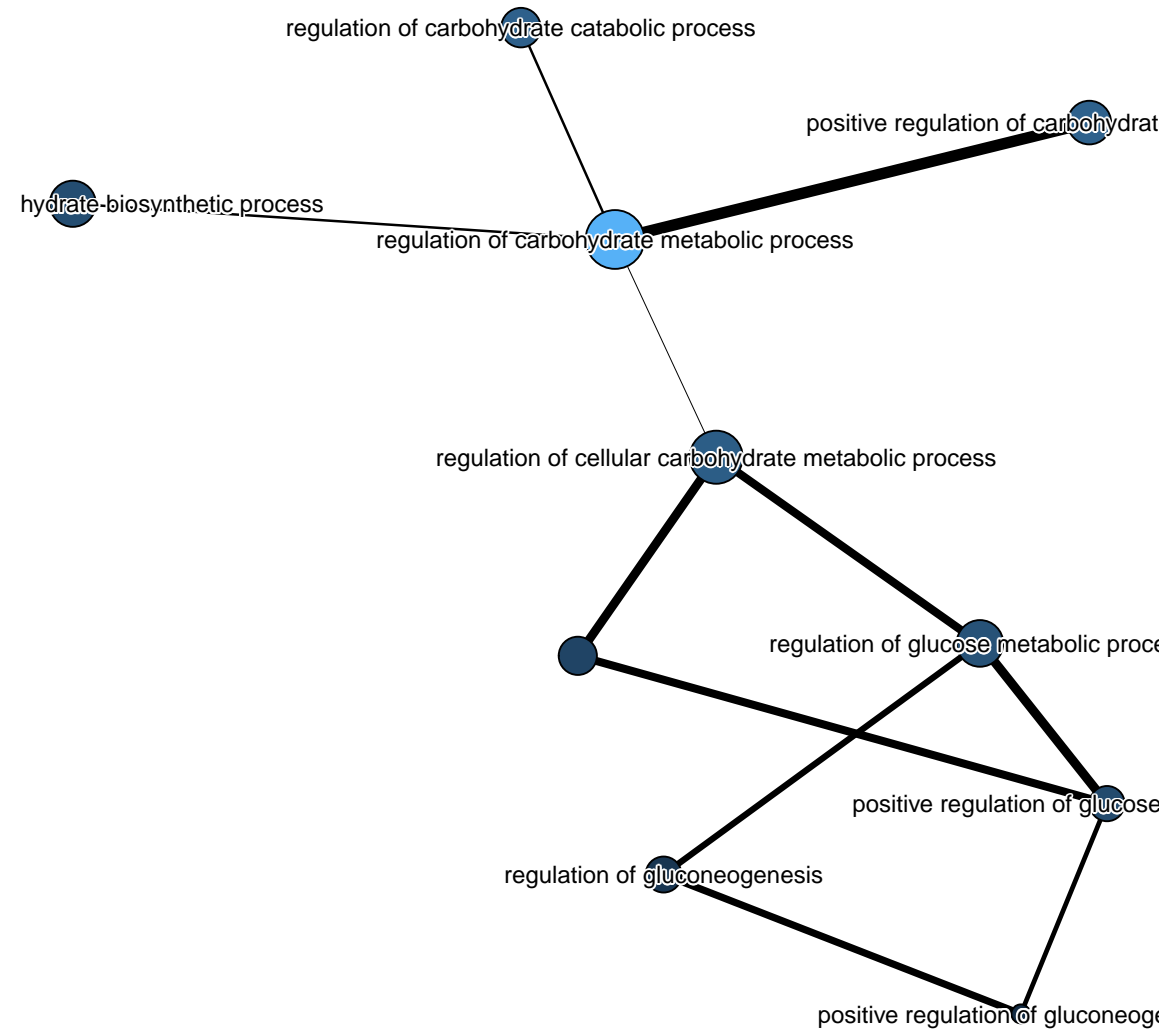 regulation of carbohydrate catabolic process
positive regulation of carbohydrat
hydrate biosynthetic process
regulation of carbohydrate metabolic process
regulation of cellular carbohydrate metabolic process
regulation of glucose metabolic proce
positive regulation of glucose
regulation of gluconeogenesis
positive regulation of gluconeoge